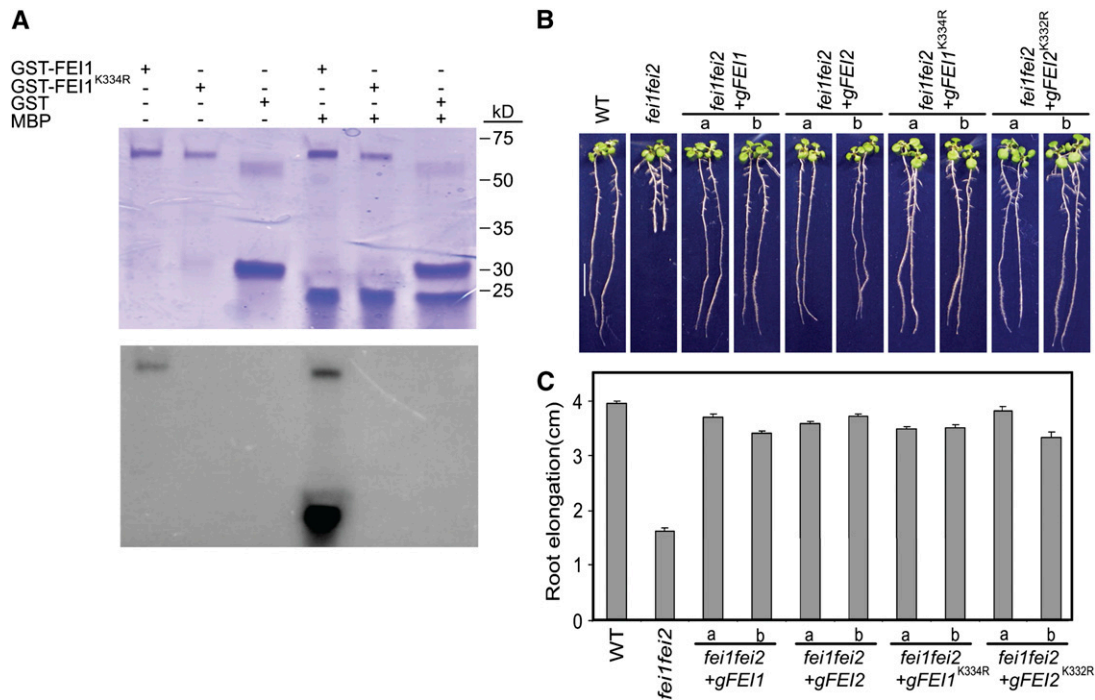 A
GST-FEI1 + - - + - -
GST-FEI1K334R - + - - + -
GST - - + - - +
MBP - - - + + +
kD
-75
-50
-35
-30
-25
B
WT
fei1fei2
fei1fei2
+gFEI1
fei1fei2
+gFEI2
fei1fei2
+gFEI1K334R
fei1fei2
+gFEI2K332R
a b a b a b a b
C
Root elongation(cm)
4
3
2
1
0
WT
fei1fei2
a b a b a b a b
fei1fei2
+gFEI1
fei1fei2
+gFEI2
fei1fei2
+gFEI1K334R
fei1fei2
+gFEI2K332R